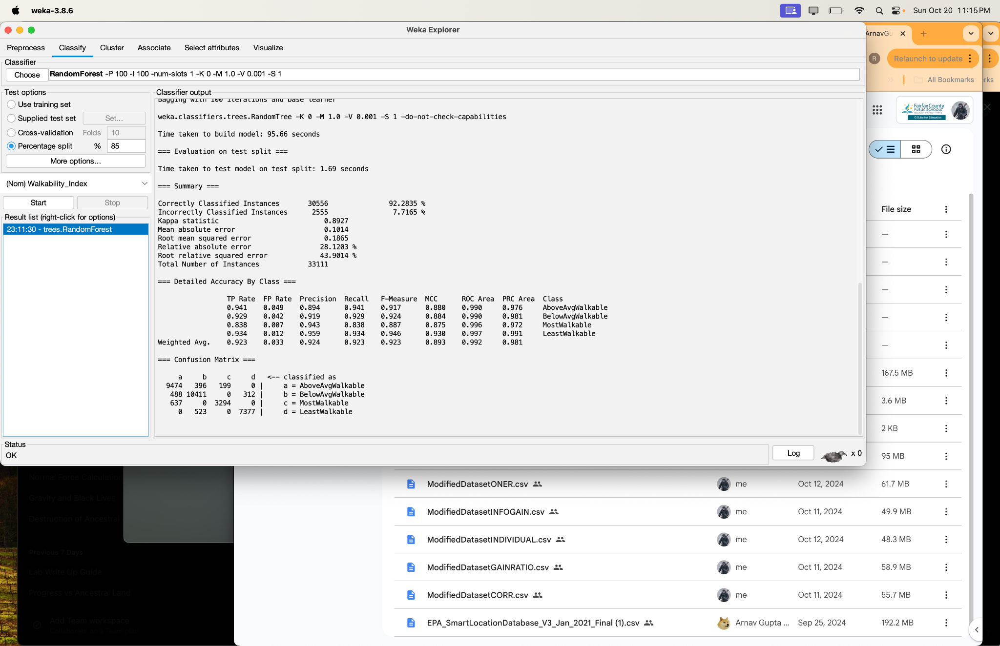 weka-3.8.6
Sun Oct 20 11:15 PM
Weka Explorer
Preprocess Classify Cluster Associate Select attributes Visualize
Classifier
Choose RandomForest -P 100 -I 100 -num-slots 1 -K 0 -M 1.0 -V 0.001 -S 1
Test options
Use training set
Supplied test set Set...
Cross-validation Folds 10
Percentage split % 85
More options...
(Nom) Walkability_Index
Start Stop
Result list (right-click for options)
23:11:30 - trees.RandomForest
Classifier output
Bagging with 100 iterations and base learner
weka.classifiers.trees.RandomTree -K 0 -M 1.0 -V 0.001 -S 1 -do-not-check-capabilities
Time taken to build model: 95.66 seconds
=== Evaluation on test split ===
Time taken to test model on test split: 1.69 seconds
=== Summary ===
Correctly Classified Instances 30556 92.2835 %
Incorrectly Classified Instances 2555 7.7165 %
Kappa statistic 0.8927
Mean absolute error 0.1014
Root mean squared error 0.1865
Relative absolute error 28.1203 %
Root relative squared error 43.9014 %
Total Number of Instances 33111
=== Detailed Accuracy By Class ===
TP Rate FP Rate Precision Recall F-Measure MCC ROC Area PRC Area Class
0.941 0.049 0.894 0.941 0.917 0.880 0.990 0.976 AboveAvgWalkable
0.929 0.042 0.919 0.929 0.924 0.884 0.990 0.981 BelowAvgWalkable
0.838 0.007 0.943 0.838 0.887 0.875 0.996 0.972 MostWalkable
0.934 0.012 0.959 0.934 0.946 0.930 0.997 0.991 LeastWalkable
Weighted Avg. 0.923 0.033 0.924 0.923 0.923 0.893 0.992 0.981
=== Confusion Matrix ===
a b c d <-- classified as
9474 396 199 0 | a = AboveAvgWalkable
488 10411 0 312 | b = BelowAvgWalkable
637 0 3294 0 | c = MostWalkable
0 523 0 7377 | d = LeastWalkable
Status
OK
Log
x 0
ArnavGu
R
Relaunch to update
All Bookmarks
rks
Fairfax County
PUBLIC SCHOOLS
ENGAGE • INSPIRE • THRIVE
G Suite for Education
File size
—
—
—
—
—
167.5 MB
3.6 MB
2 KB
95 MB
ModifiedDatasetONER.csv me Oct 12, 2024 61.7 MB
ModifiedDatasetINFOGAIN.csv me Oct 11, 2024 49.9 MB
ModifiedDatasetINDIVIDUAL.csv me Oct 12, 2024 48.3 MB
ModifiedDatasetGAINRATIO.csv me Oct 11, 2024 58.9 MB
ModifiedDatasetCORR.csv me Oct 11, 2024 55.7 MB
EPA_SmartLocationDatabase_V3_Jan_2021_Final (1).csv Arnav Gupta ... Sep 25, 2024 192.2 MB
Normal Force Calculation
Gravity and Black Lives
Destruction of Ancestral
Previous 7 Days
Lab Write Up Guide
Progress vs Ancestral Land
Add Team workspace